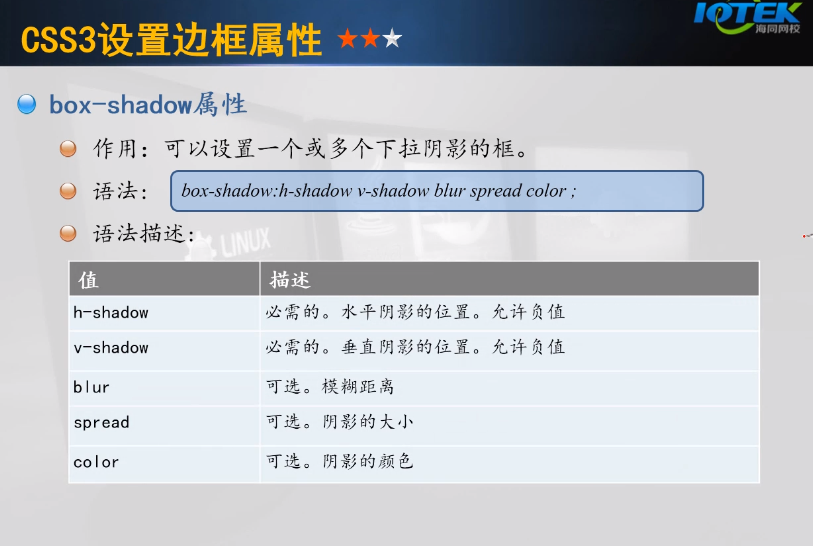 CSS3设置边框属性
IOTEK
海同网校
box-shadow属性
作用：可以设置一个或多个下拉阴影的框。
语法：
box-shadow:h-shadow v-shadow blur spread color ;
语法描述：
LINUX
值 描述
h-shadow 必需的。水平阴影的位置。允许负值
v-shadow 必需的。垂直阴影的位置。允许负值
blur 可选。模糊距离
spread 可选。阴影的大小
color 可选。阴影的颜色